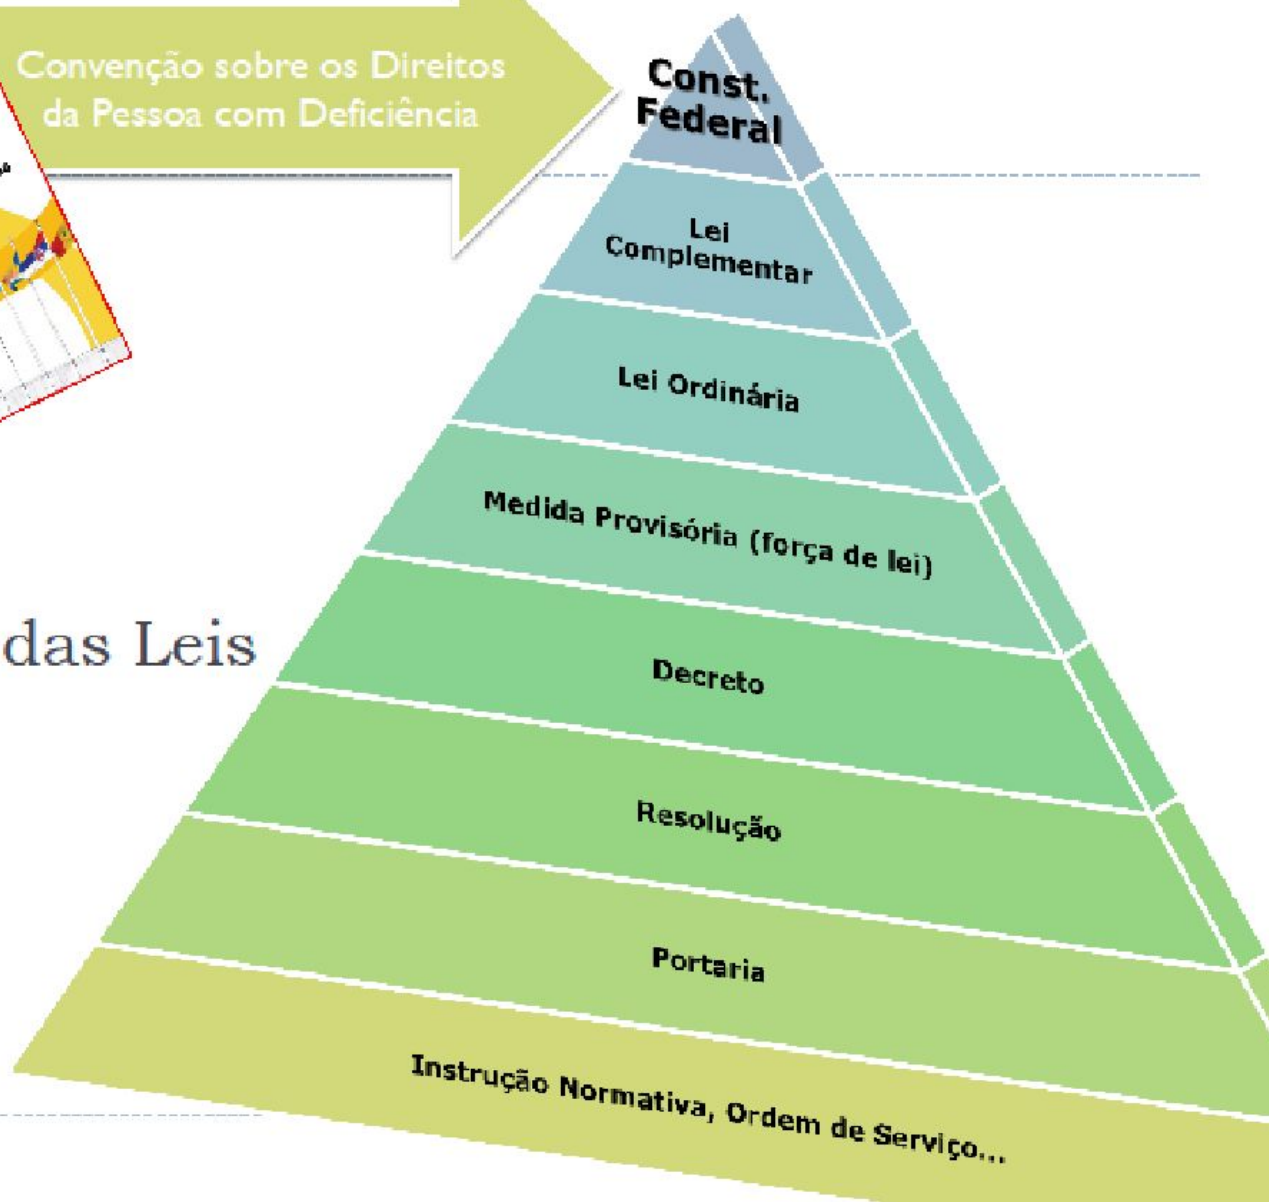 Convenção sobre os Direitos
da Pessoa com Deficiência
Const.
Federal
Lei
Complementar
Lei Ordinária
Medida Provisória (força de lei)
das Leis
Decreto
Resolução
Portaria
Instrução Normativa, Ordem de Serviço...